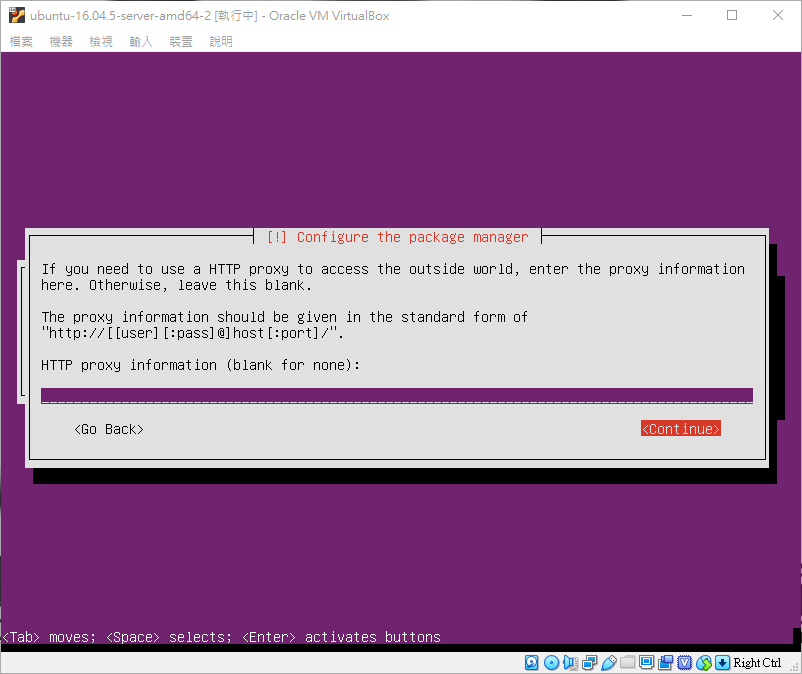 ubuntu-16.04.5-server-amd64-2 [執行中] - Oracle VM VirtualBox
檔案 機器 檢視 輸入 裝置 說明
[!] Configure the package manager
If you need to use a HTTP proxy to access the outside world, enter the proxy information
here. Otherwise, leave this blank.
The proxy information should be given in the standard form of
"http://[[user][:pass]@]host[:port]/".
HTTP proxy information (blank for none):
<Go Back> <Continue>
<Tab> moves; <Space> selects; <Enter> activates buttons
Right Ctrl